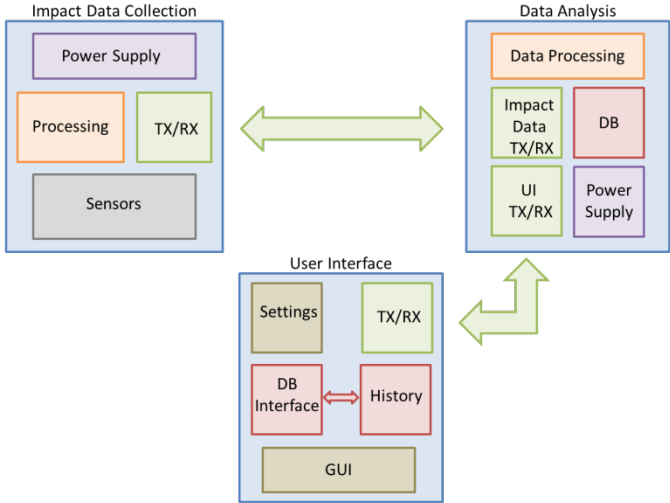 Impact Data Collection
Power Supply
Processing
TX/RX
Sensors
Data Analysis
Data Processing
Impact
Data
TX/RX
DB
UI
TX/RX
Power
Supply
User Interface
Settings
TX/RX
DB
Interface
History
GUI